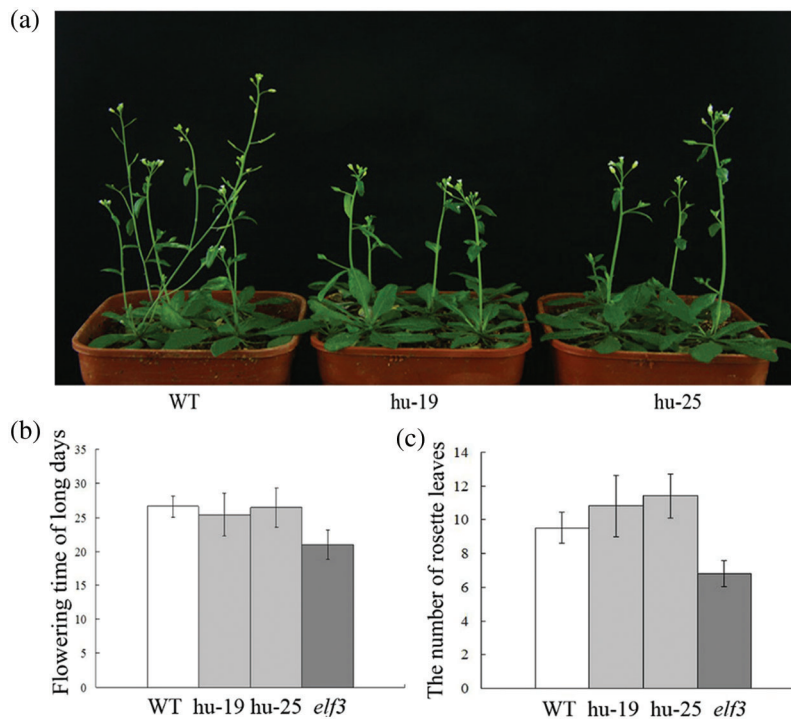 (a)
WT hu-19 hu-25
(b)
Flowering time of long days
35
30
25
20
15
10
5
0
WT hu-19 hu-25 elf3
(c)
The number of rosette leaves
14
12
10
8
6
4
2
0
WT hu-19 hu-25 elf3